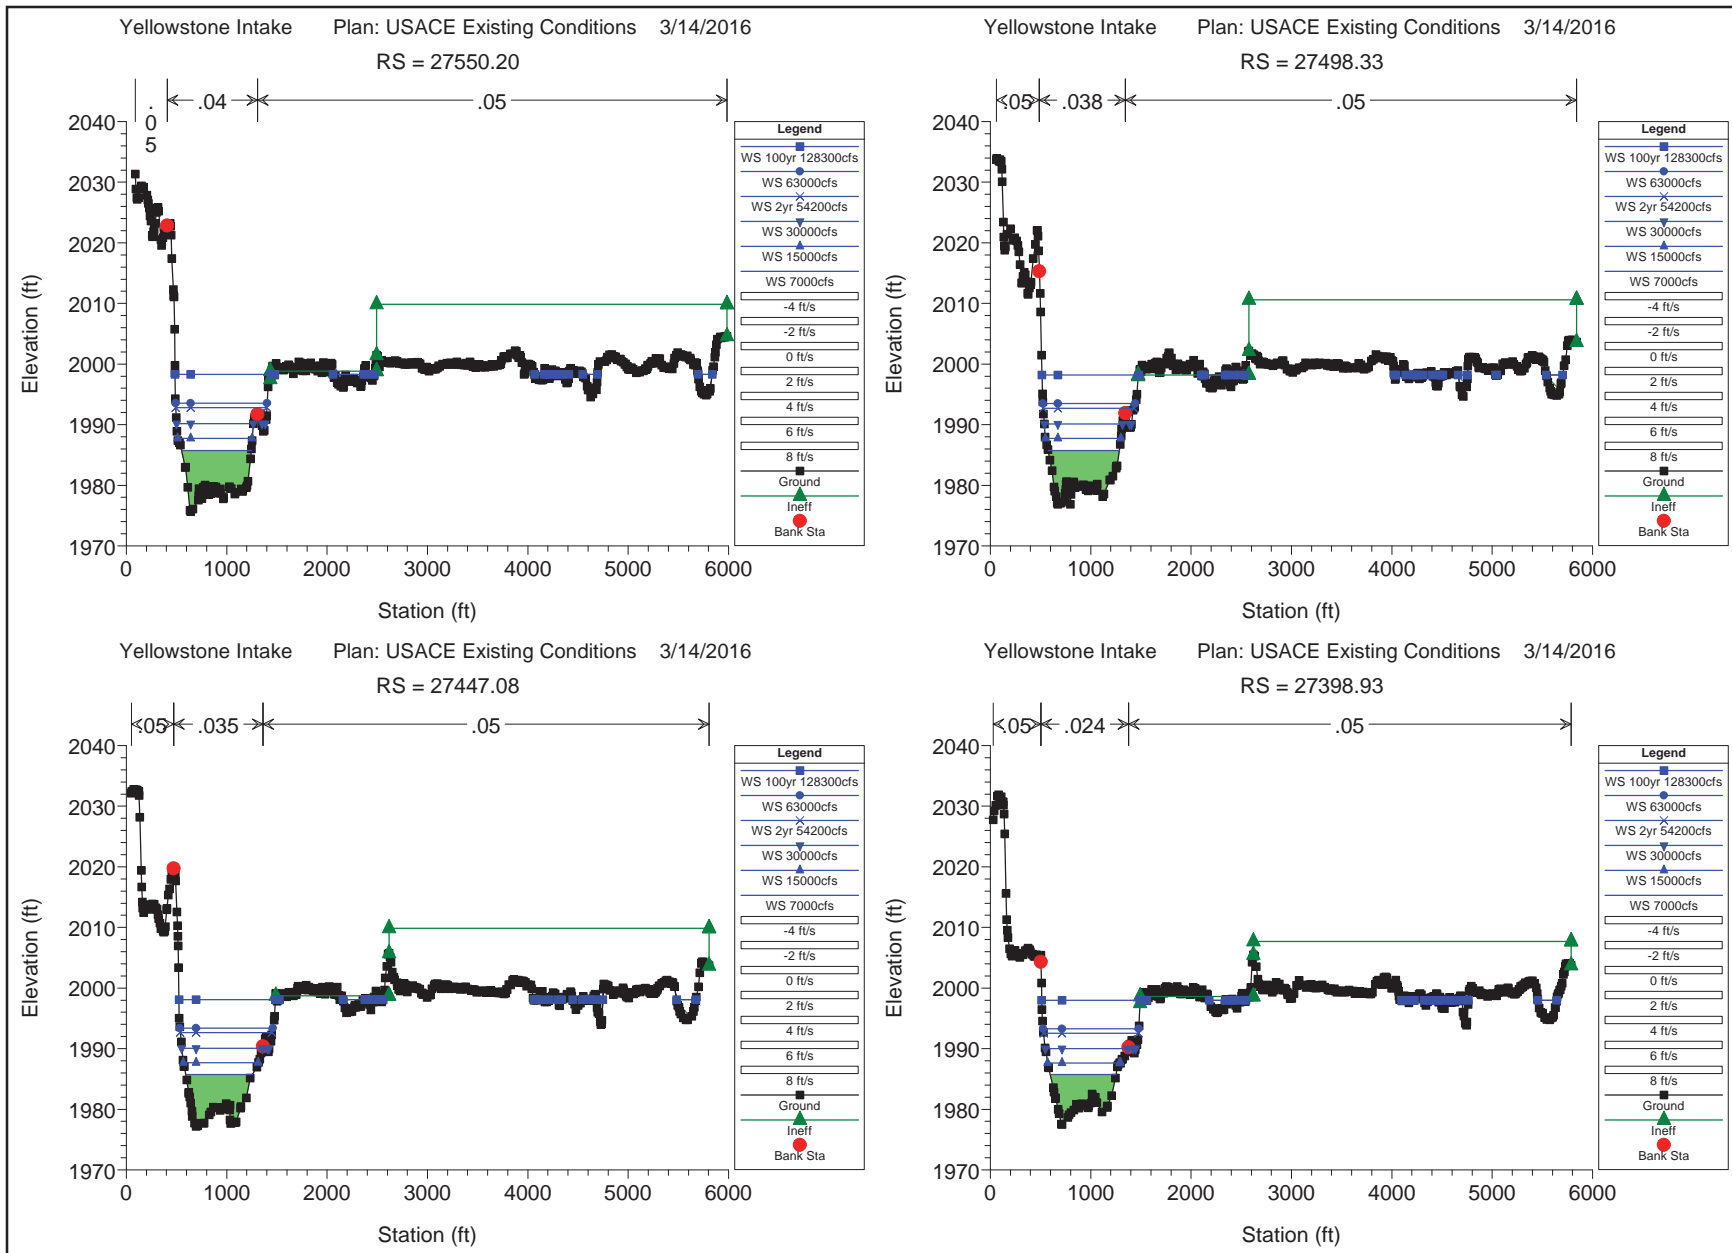 Yellowstone Intake Plan: USACE Existing Conditions 3/14/2016
RS = 27550.20
.05 .04 .05
2040
2030
2020
2010
2000
1990
1980
1970
Elevation (ft)
0 1000 2000 3000 4000 5000 6000
Station (ft)
Legend
WS 100yr 128300cfs
WS 63000cfs
WS 2yr 54200cfs
WS 30000cfs
WS 15000cfs
WS 7000cfs
-4 ft/s
-2 ft/s
0 ft/s
2 ft/s
4 ft/s
6 ft/s
8 ft/s
Ground
Ineff
Bank Sta
Yellowstone Intake Plan: USACE Existing Conditions 3/14/2016
RS = 27498.33
.05 .038 .05
2040
2030
2020
2010
2000
1990
1980
1970
Elevation (ft)
0 1000 2000 3000 4000 5000 6000
Station (ft)
Legend
WS 100yr 128300cfs
WS 63000cfs
WS 2yr 54200cfs
WS 30000cfs
WS 15000cfs
WS 7000cfs
-4 ft/s
-2 ft/s
0 ft/s
2 ft/s
4 ft/s
6 ft/s
8 ft/s
Ground
Ineff
Bank Sta
Yellowstone Intake Plan: USACE Existing Conditions 3/14/2016
RS = 27447.08
.05 .035 .05
2040
2030
2020
2010
2000
1990
1980
1970
Elevation (ft)
0 1000 2000 3000 4000 5000 6000
Station (ft)
Legend
WS 100yr 128300cfs
WS 63000cfs
WS 2yr 54200cfs
WS 30000cfs
WS 15000cfs
WS 7000cfs
-4 ft/s
-2 ft/s
0 ft/s
2 ft/s
4 ft/s
6 ft/s
8 ft/s
Ground
Ineff
Bank Sta
Yellowstone Intake Plan: USACE Existing Conditions 3/14/2016
RS = 27398.93
.05 .024 .05
2040
2030
2020
2010
2000
1990
1980
1970
Elevation (ft)
0 1000 2000 3000 4000 5000 6000
Station (ft)
Legend
WS 100yr 128300cfs
WS 63000cfs
WS 2yr 54200cfs
WS 30000cfs
WS 15000cfs
WS 7000cfs
-4 ft/s
-2 ft/s
0 ft/s
2 ft/s
4 ft/s
6 ft/s
8 ft/s
Ground
Ineff
Bank Sta